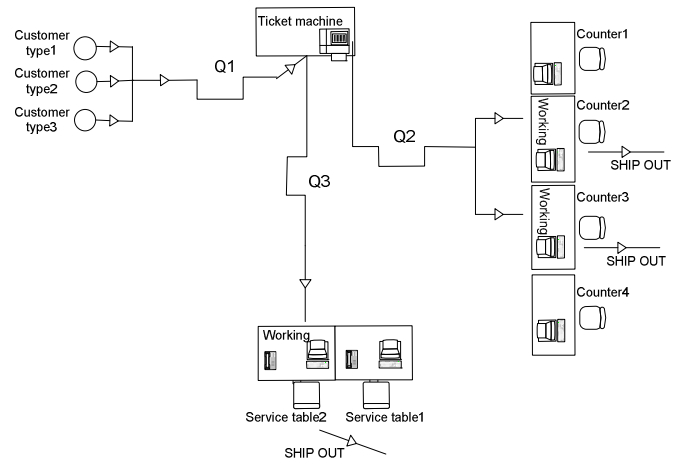 Ticket machine
Customer
type1
Customer
type2
Customer
type3
Q1
Q2
Q3
Counter1
Working
Counter2
SHIP OUT
Working
Counter3
SHIP OUT
Counter4
Working
Service table2
Service table1
SHIP OUT